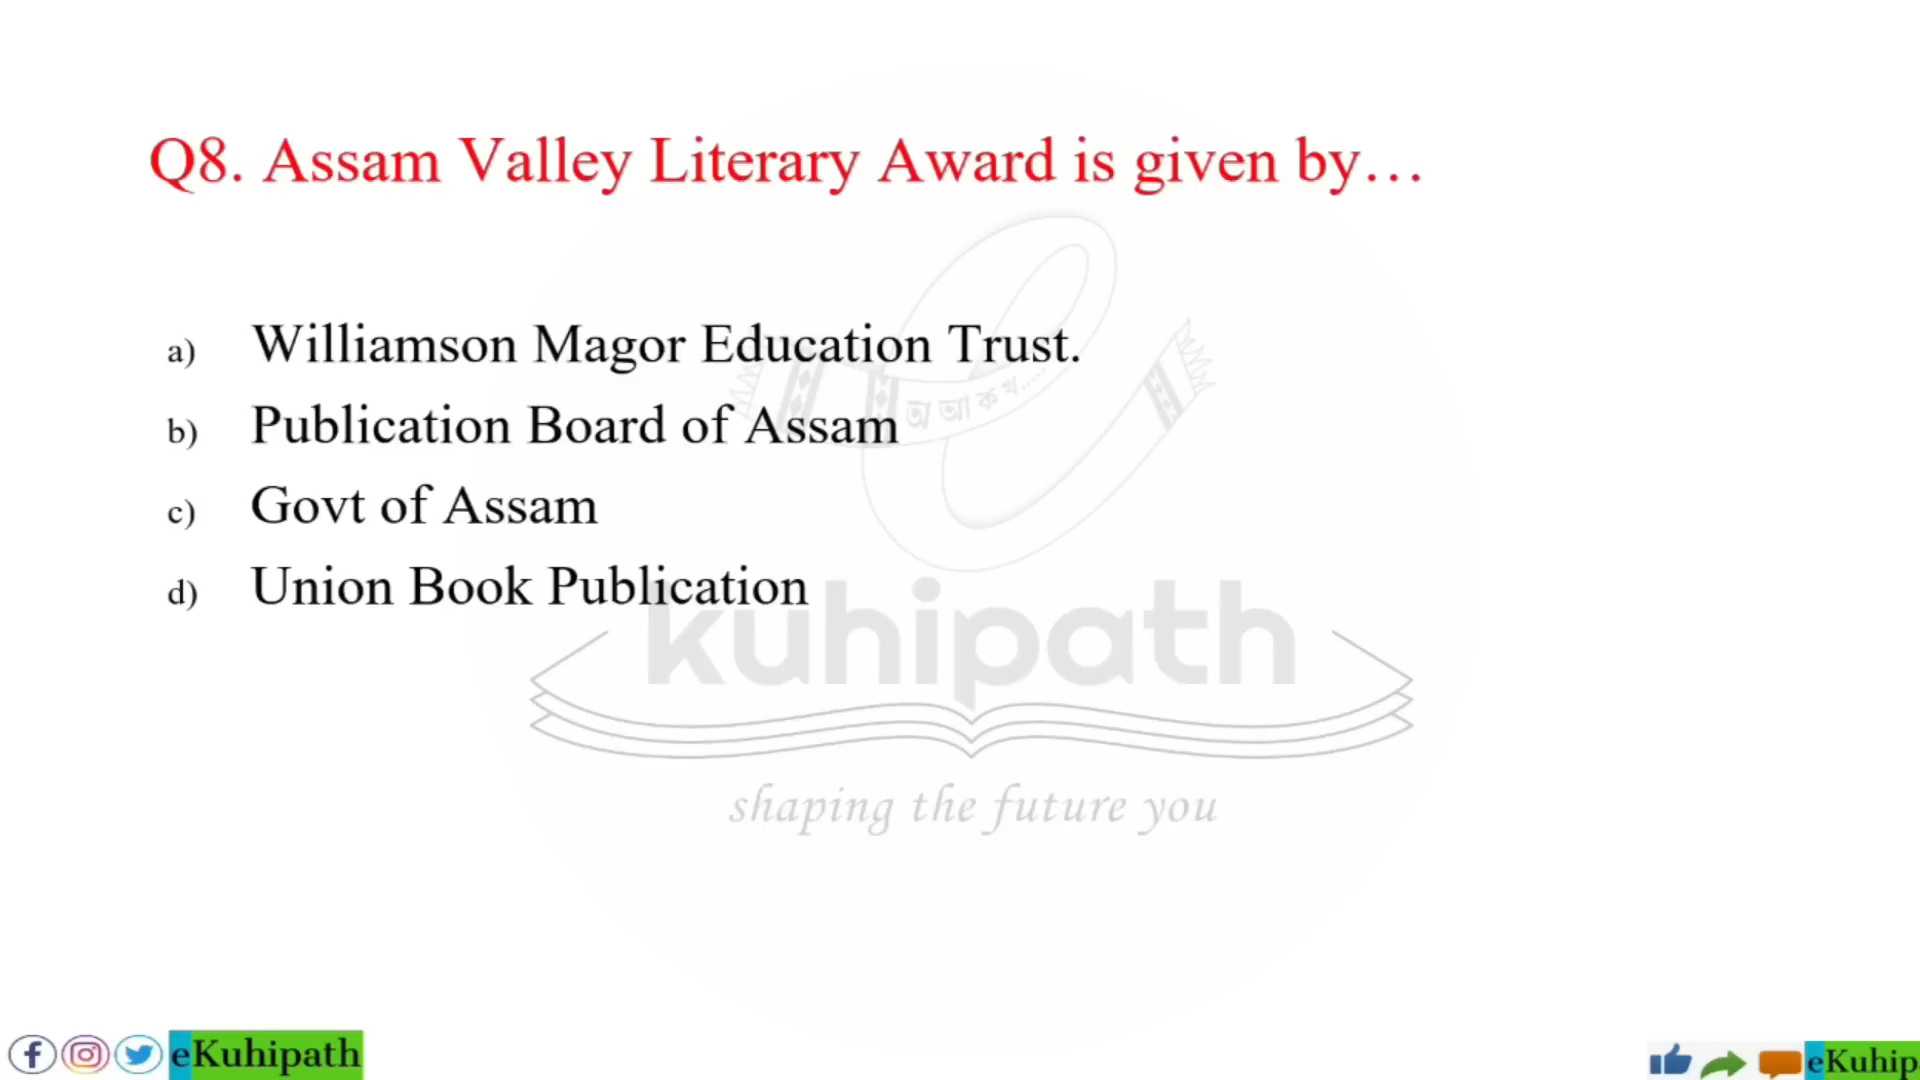 Q8. Assam Valley Literary Award is given by…
a) Williamson Magor Education Trust.
b) Publication Board of Assam
c) Govt of Assam
d) Union Book Publication
অ আ ক খ.....
kuhipath
shaping the future you
eKuhipath
eKuhip